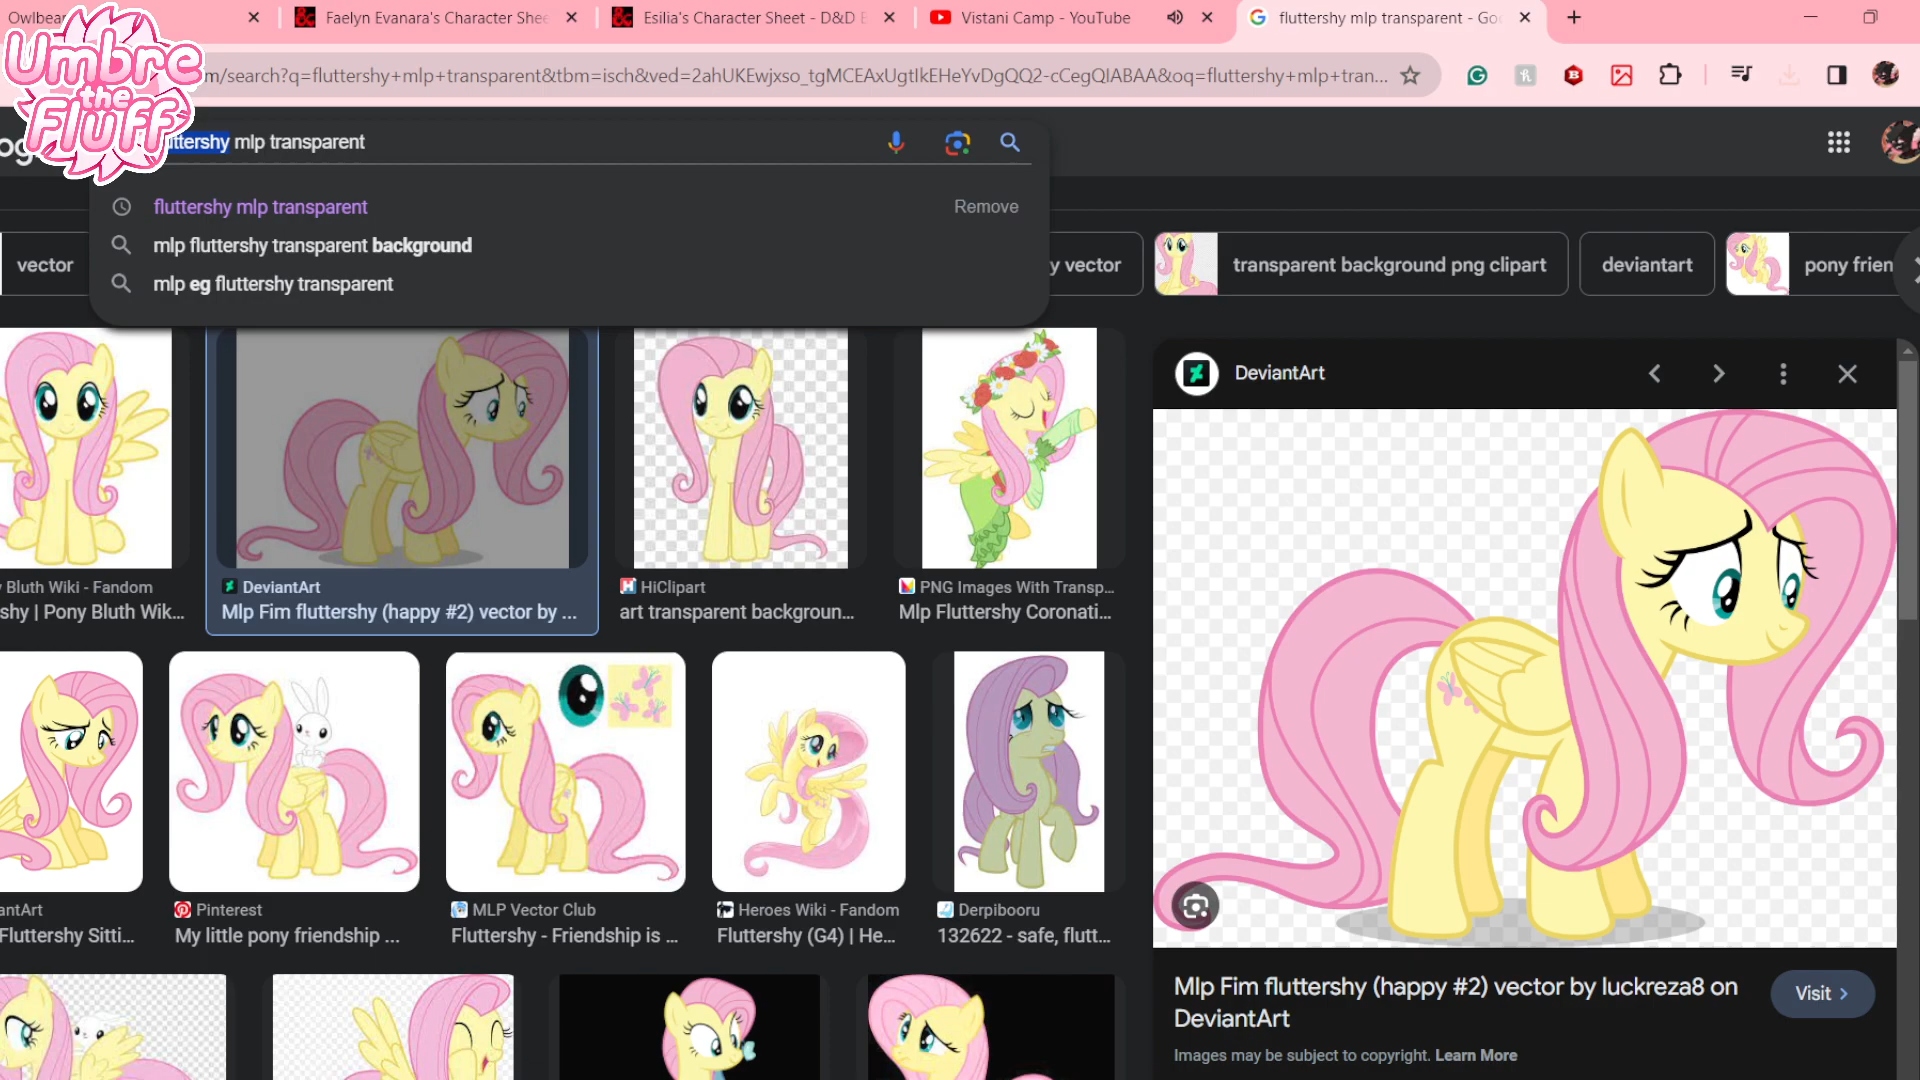 Owlbear
Faelyn Evanara's Character Shee
Esilia's Character Sheet - D&D B
Vistani Camp - YouTube
fluttershy mlp transparent - Goo
Umbre
the
Fluff
m/search?q=fluttershy+mlp+transparent&tbm=isch&ved=2ahUKEwjxso_tgMCEAxUgtIkEHeYvDgQQ2-cCegQIABAA&oq=fluttershy+mlp+tran...
uttershy mlp transparent
fluttershy mlp transparent
Remove
mlp fluttershy transparent background
mlp eg fluttershy transparent
vector
y vector
transparent background png clipart
deviantart
pony frien
DeviantArt
y Bluth Wiki - Fandom
shy | Pony Bluth Wik...
DeviantArt
Mlp Fim fluttershy (happy #2) vector by ...
HiClipart
art transparent backgroun...
PNG Images With Transp...
Mlp Fluttershy Coronati...
antArt
Fluttershy Sitti...
Pinterest
My little pony friendship ...
MLP Vector Club
Fluttershy - Friendship is ...
Heroes Wiki - Fandom
Fluttershy (G4) | He...
Derpibooru
132622 - safe, flutt...
Mlp Fim fluttershy (happy #2) vector by luckreza8 on
DeviantArt
Visit
Images may be subject to copyright. Learn More